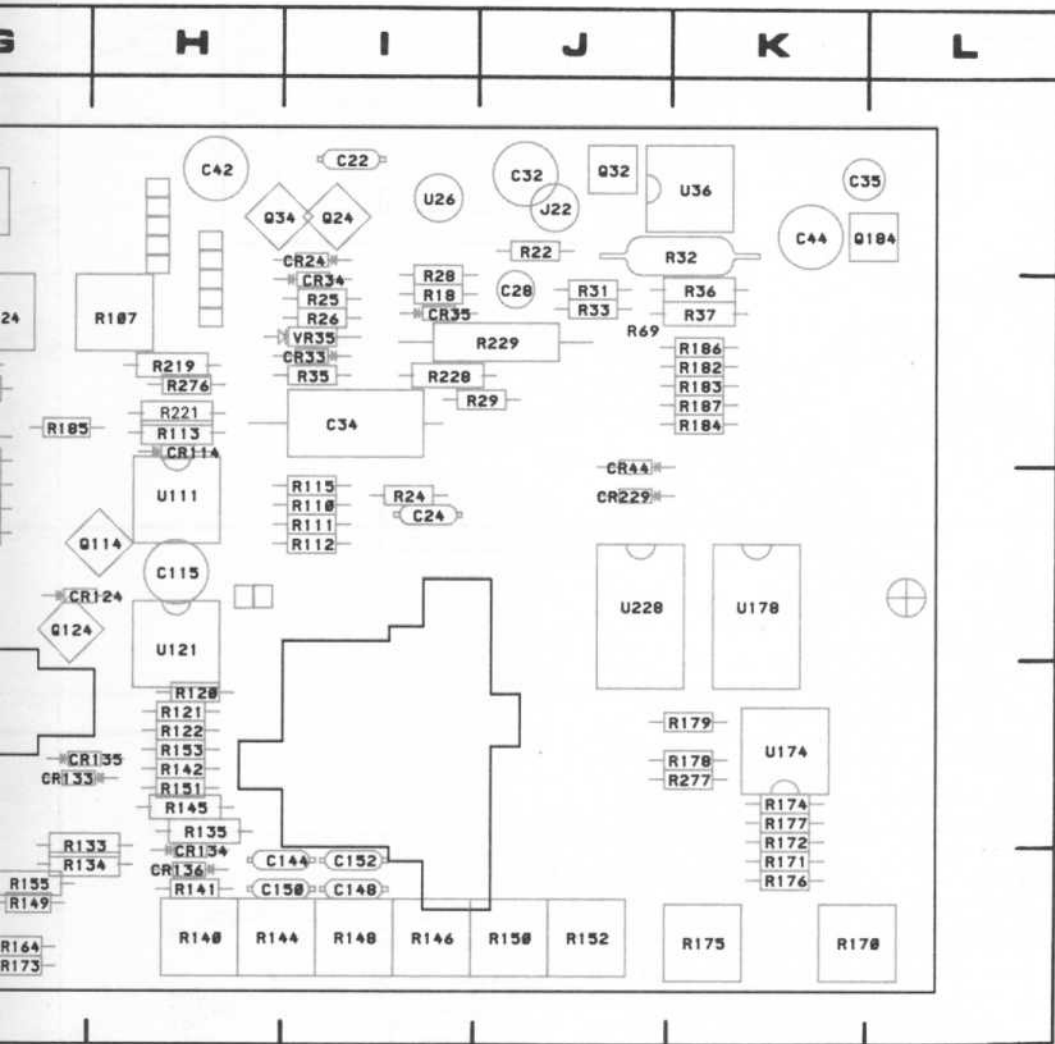 G H I J K L
C42 C22 C32 Q32 U36 C35
U26 J22
Q34 Q24 C44 Q184
CR24 R22 R32
CR34 R28 C28 R31 R36
R25 R18 R33 R37
24 R107 R26 CR35 R69
VR35 R229 R186
R219 CR33 R182
R276 R35 R228 R183
R221 R29 R187
R185 R113 C34 R184
CR114 CR44
U111 R115 R24 CR229
R110 C24
R111
Q114 R112
C115
CR124 U228 U178
Q124
U121
R120
R121 R179
R122
CR135 R153 U174
CR133 R142 R178
R151 R277
R145 R174
R135 R177
R133 CR134 R172
R134 CR136 C144 C152 R171
R155 R141 C150 C148 R176
R149
R164 R140 R144 R148 R146 R150 R152 R175 R170
R173